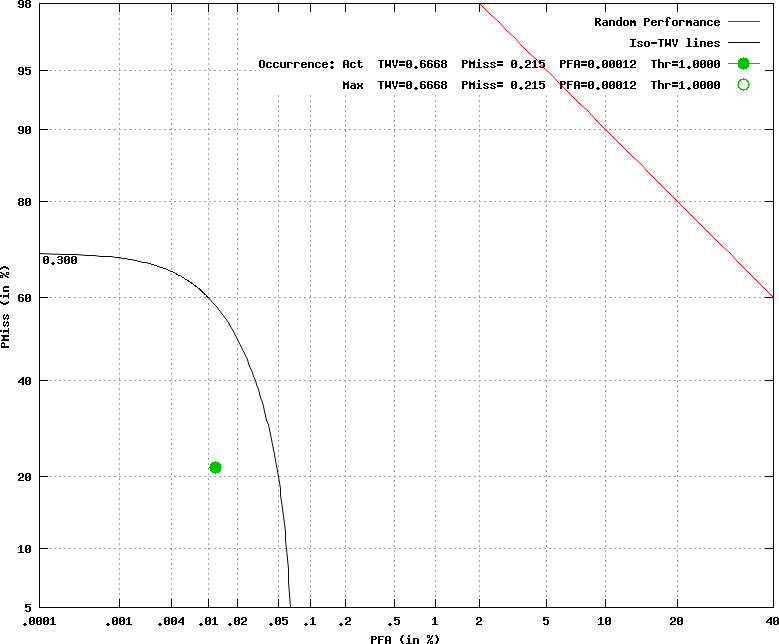 98
Random Performance
Iso-TWV lines
95
Occurrence: Act TWV=0.6668 PMiss= 0.215 PFA=0.00012 Thr=1.0000
Max TWV=0.6668 PMiss= 0.215 PFA=0.00012 Thr=1.0000
90
80
0.300
PMiss (in %)
60
40
20
10
5
.0001 .001 .004 .01 .02 .05 .1 .2 .5 1 2 5 10 20 40
PFA (in %)